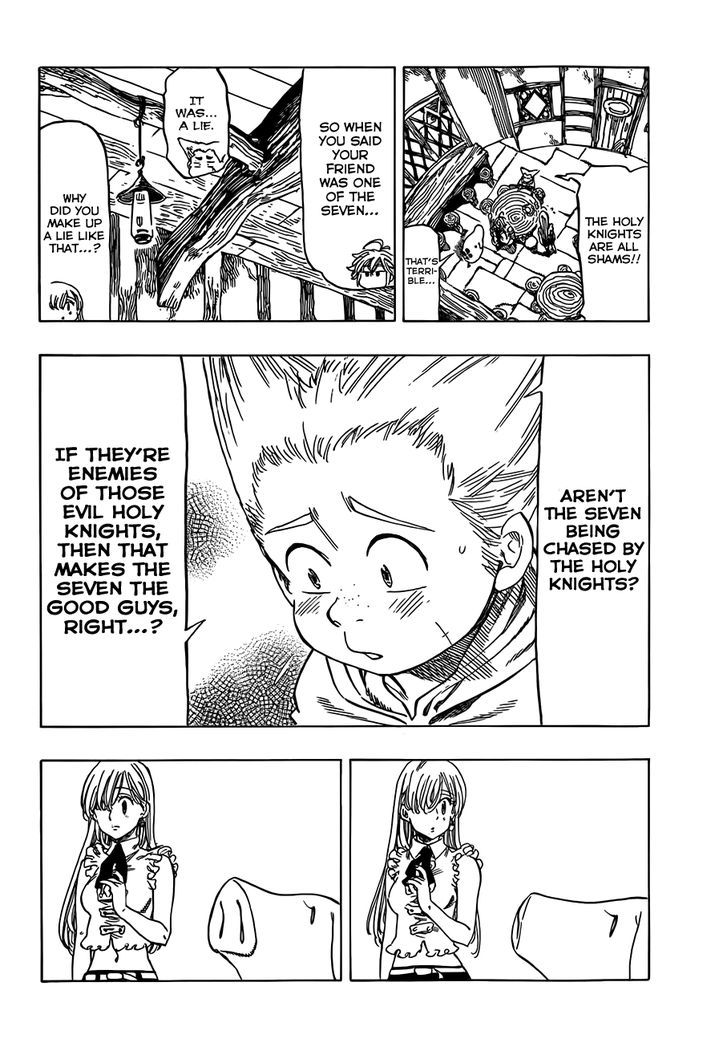 THE HOLY
KNIGHTS
ARE ALL
SHAMS!!
THAT'S
TERRI-
BLE...
SO WHEN
YOU SAID
YOUR
FRIEND
WAS ONE
OF THE
SEVEN...
IT
WAS...
A LIE.
WHY
DID YOU
MAKE UP
A LIE LIKE
THAT...?
AREN'T
THE SEVEN
BEING
CHASED BY
THE HOLY
KNIGHTS?
IF THEY'RE
ENEMIES
OF THOSE
EVIL HOLY
KNIGHTS,
THEN THAT
MAKES THE
SEVEN THE
GOOD GUYS,
RIGHT...?